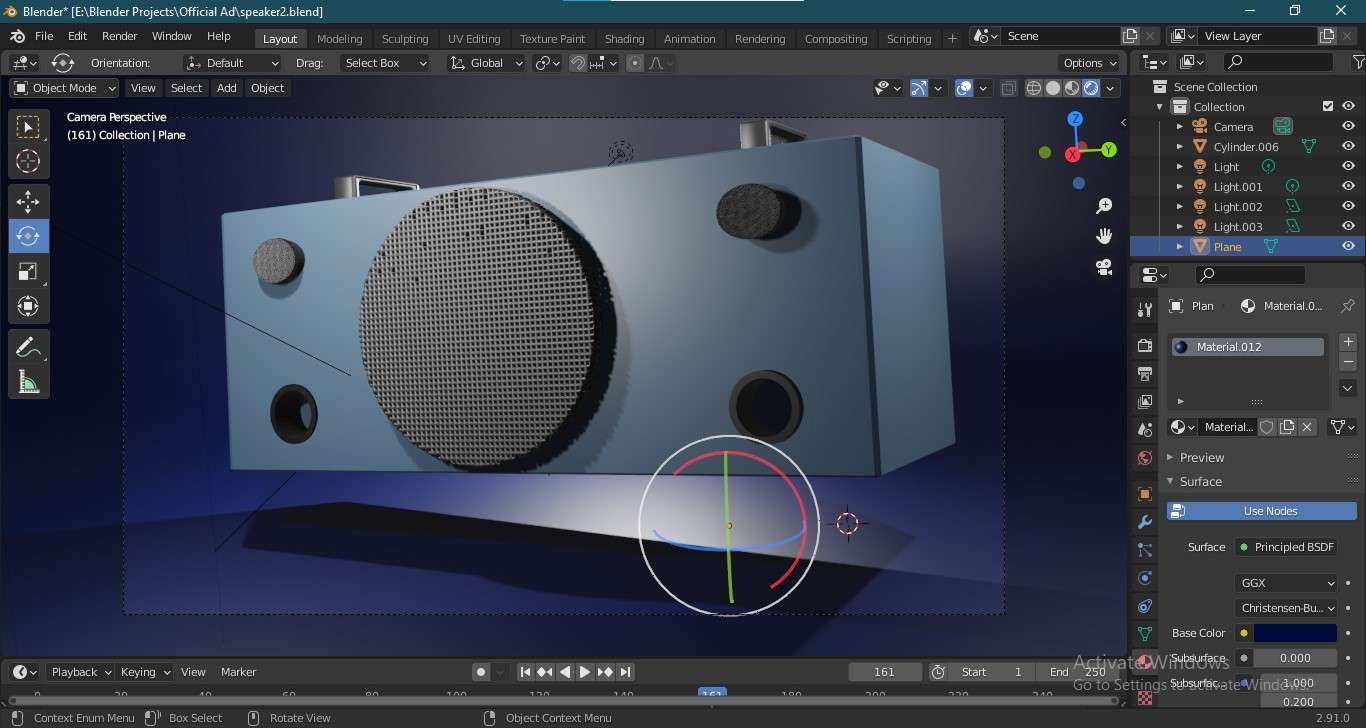 Blender* [E:\Blender Projects\Official Ad\speaker2.blend]
File Edit Render Window Help Layout Modeling Sculpting UV Editing Texture Paint Shading Animation Rendering Compositing Scripting + Scene View Layer
Orientation: Default Drag: Select Box Global Options
Object Mode View Select Add Object
Scene Collection
Collection
Camera
Cylinder.006
Light
Light.001
Light.002
Light.003
Plane
Camera Perspective
(161) Collection | Plane
Z
Y
X
Plan Material.0...
Material.012
Material...
Preview
Surface
Use Nodes
Surface Principled BSDF
GGX
Christensen-Bu...
Base Color
Subsurface 0.000
Subsurfac.. 1.000
0.200
Activate Windows
Go to Settings to activate Windows.
Playback Keying View Marker 161 Start 1 End 250
0 20 40 60 80 100 120 140 161 180 200 220 240
Context Enum Menu Box Select Rotate View Object Context Menu 2.91.0